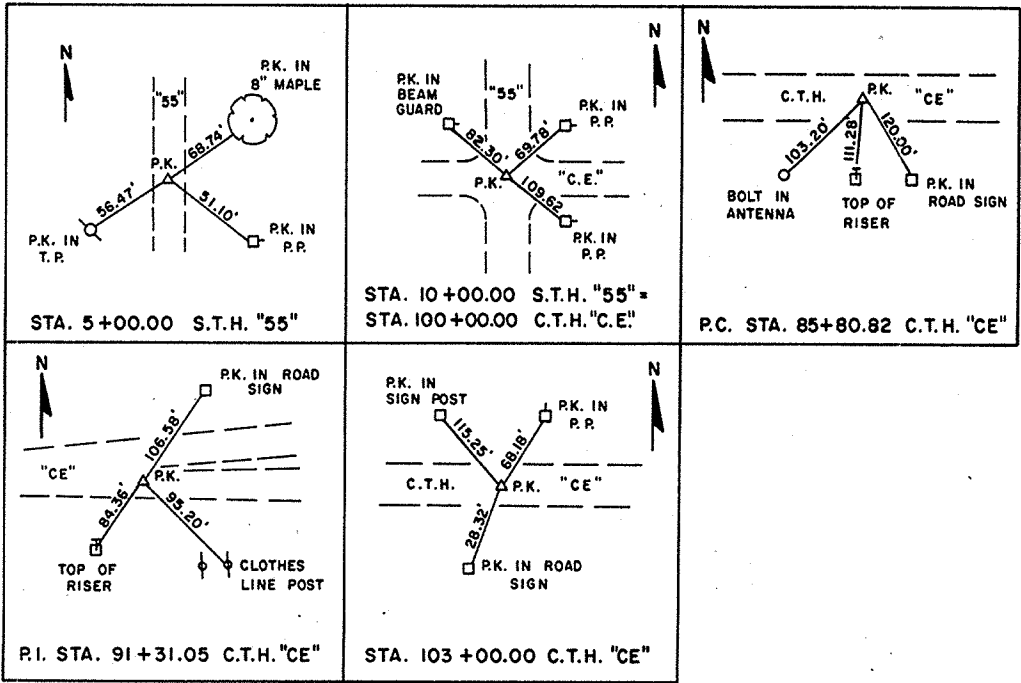 N
P.K. IN
8" MAPLE
"55"
68.74'
P.K.
56.47'
51.10'
P.K. IN
T.P.
P.K. IN
P.P.
STA. 5+00.00 S.T.H. "55"
N
P.K. IN
BEAM
GUARD
"55"
P.K. IN
P.P.
82.30'
69.78'
P.K.
"C.E."
109.62
P.K. IN
P.P.
STA. 10+00.00 S.T.H. "55" =
STA. 100+00.00 C.T.H. "C.E."
N
C.T.H.
P.K.
"CE"
103.20'
111.28'
120.00'
BOLT IN
ANTENNA
TOP OF
RISER
P.K. IN
ROAD SIGN
P.C. STA. 85+80.82 C.T.H. "CE"
N
P.K. IN ROAD
SIGN
106.58'
"CE"
P.K.
84.36'
95.20'
TOP OF
RISER
CLOTHES
LINE POST
P.I. STA. 91+31.05 C.T.H. "CE"
P.K. IN
SIGN POST
P.K. IN
P.P.
N
115.25'
68.18'
C.T.H.
P.K.
"CE"
28.32'
P.K. IN ROAD
SIGN
STA. 103+00.00 C.T.H. "CE"